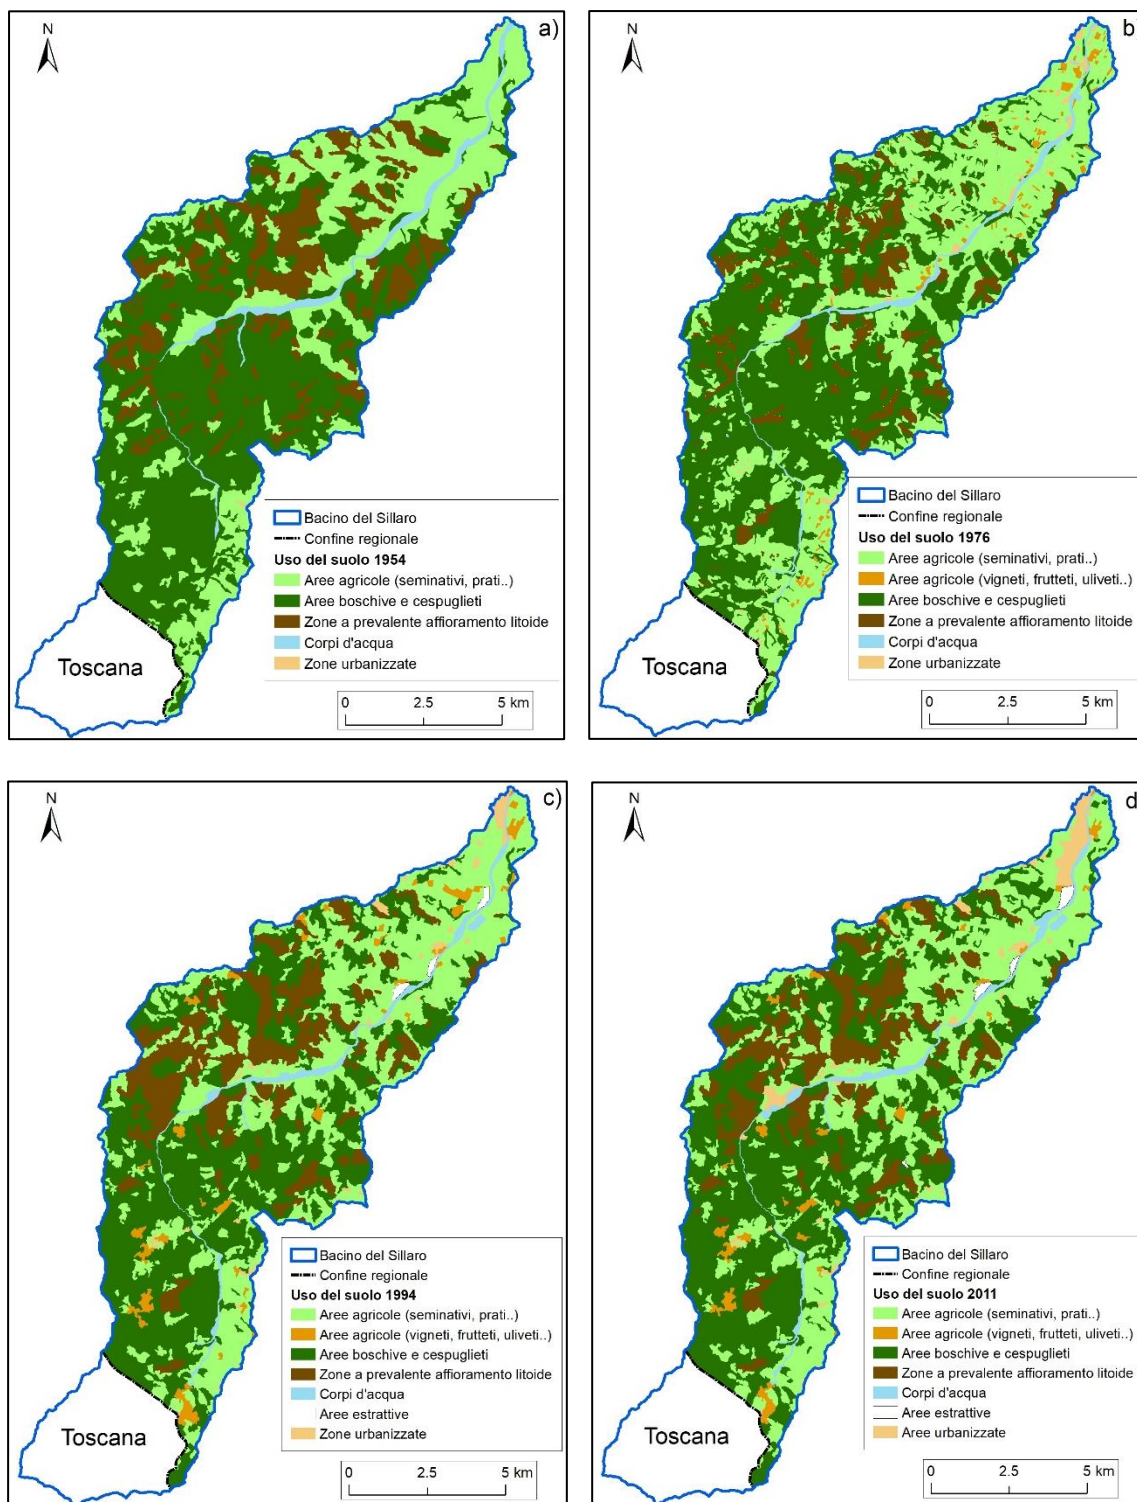 N
a)
Bacino del Sillaro
Confine regionale
Uso del suolo 1954
Aree agricole (seminativi, prati..)
Aree boschive e cespuglieti
Zone a prevalente affioramento litoide
Corpi d'acqua
Zone urbanizzate
Toscana
0 2.5 5 km
N
b)
Bacino del Sillaro
Confine regionale
Uso del suolo 1976
Aree agricole (seminativi, prati..)
Aree agricole (vigneti, frutteti, uliveti..)
Aree boschive e cespuglieti
Zone a prevalente affioramento litoide
Corpi d'acqua
Zone urbanizzate
Toscana
0 2.5 5 km
N
c)
Bacino del Sillaro
Confine regionale
Uso del suolo 1994
Aree agricole (seminativi, prati..)
Aree agricole (vigneti, frutteti, uliveti..)
Aree boschive e cespuglieti
Zone a prevalente affioramento litoide
Corpi d'acqua
Aree estrattive
Zone urbanizzate
Toscana
0 2.5 5 km
N
d
Bacino del Sillaro
Confine regionale
Uso del suolo 2011
Aree agricole (seminativi, prati..)
Aree agricole (vigneti, frutteti, uliveti..)
Aree boschive e cespuglieti
Zone a prevalente affioramento litoide
Corpi d'acqua
Aree estrattive
Aree urbanizzate
Toscana
0 2.5 5 km